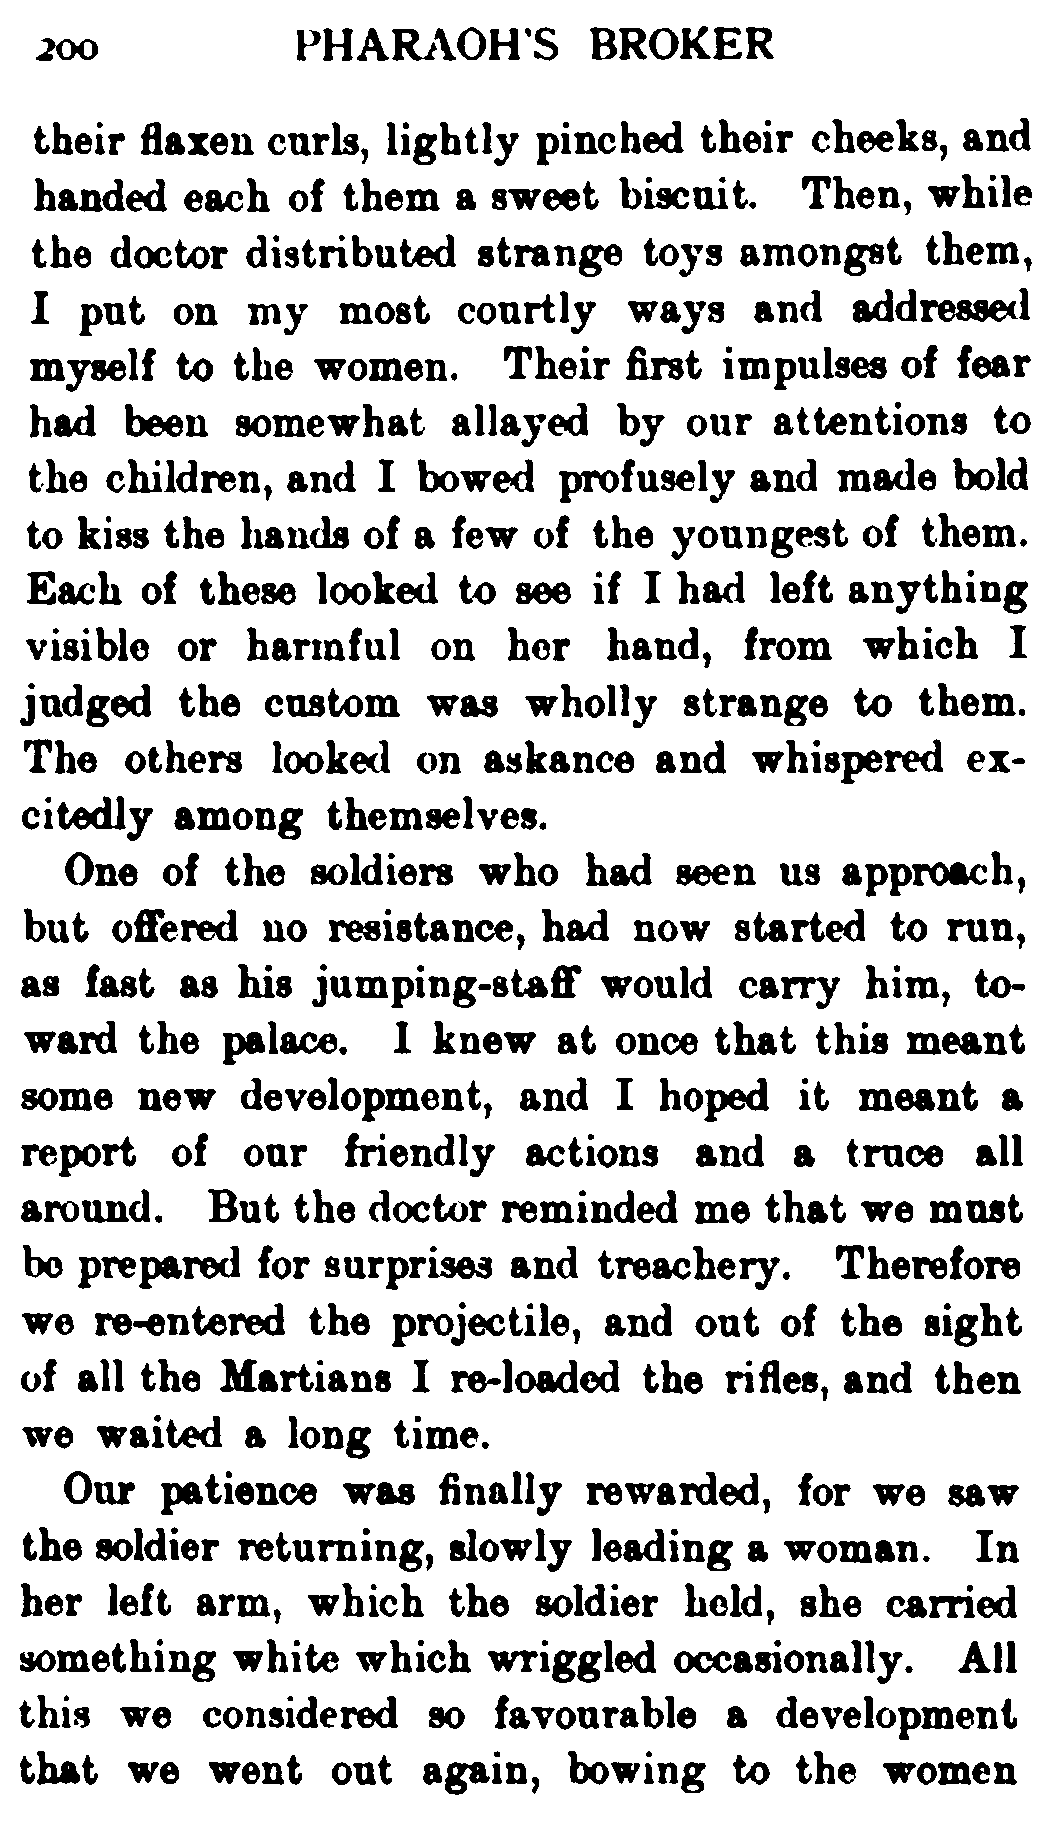 200 PHARAOH'S BROKER
their flaxen curls, lightly pinched their cheeks, and
handed each of them a sweet biscuit. Then, while
the doctor distributed strange toys amongst them,
I put on my most courtly ways and addressed
myself to the women. Their first impulses of fear
had been somewhat allayed by our attentions to
the children, and I bowed profusely and made bold
to kiss the hands of a few of the youngest of them.
Each of these looked to see if I had left anything
visible or harmful on her hand, from which I
judged the custom was wholly strange to them.
The others looked on askance and whispered ex-
citedly among themselves.
One of the soldiers who had seen us approach,
but offered no resistance, had now started to run,
as fast as his jumping-staff would carry him, to-
ward the palace. I knew at once that this meant
some new development, and I hoped it meant a
report of our friendly actions and a truce all
around. But the doctor reminded me that we must
be prepared for surprises and treachery. Therefore
we re-entered the projectile, and out of the sight
of all the Martians I re-loaded the rifles, and then
we waited a long time.
Our patience was finally rewarded, for we saw
the soldier returning, slowly leading a woman. In
her left arm, which the soldier held, she carried
something white which wriggled occasionally. All
this we considered so favourable a development
that we went out again, bowing to the women